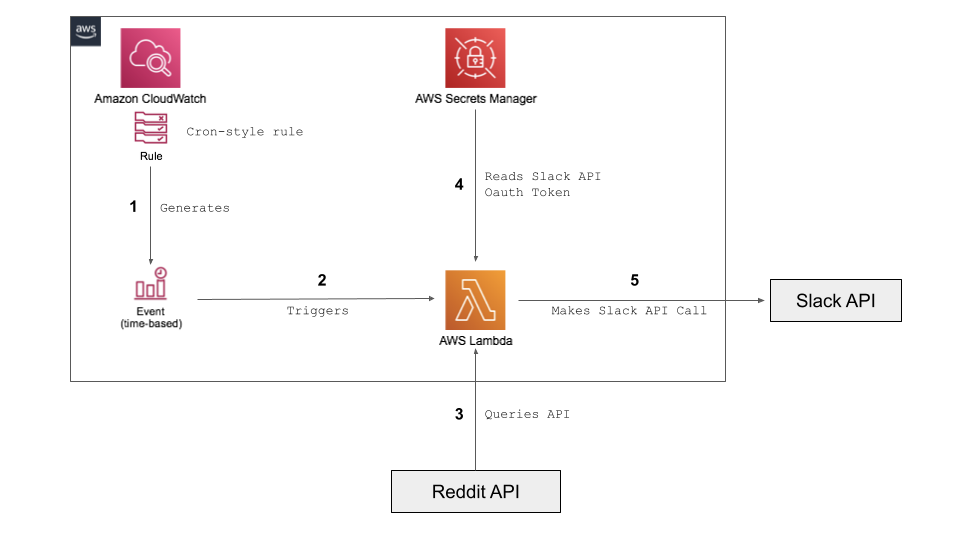 aws
Amazon CloudWatch
AWS Secrets Manager
Cron-style rule
Rule
1
Generates
4
Reads Slack API
Oauth Token
Event
(time-based)
2
Triggers
AWS Lambda
5
Makes Slack API Call
Slack API
3
Queries API
Reddit API